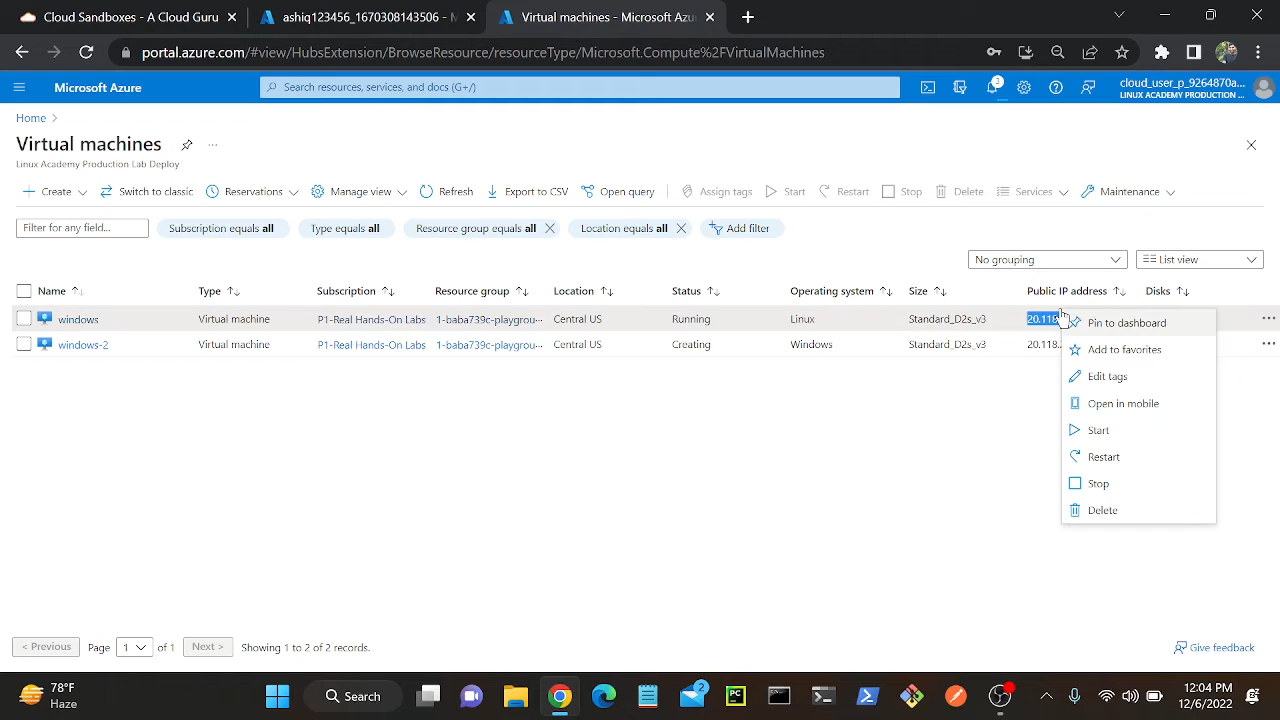 Cloud Sandboxes - A Cloud Guru
ashiq123456_1670308143506 - M
Virtual machines - Microsoft Azu
portal.azure.com/#view/HubsExtension/BrowseResource/resourceType/Microsoft.Compute%2FVirtualMachines
Microsoft Azure
Search resources, services, and docs (G+/)
3
cloud_user_p_9264870a...
LINUX ACADEMY PRODUCTION ...
Home
Virtual machines
...
Linux Academy Production Lab Deploy
Create
Switch to classic
Reservations
Manage view
Refresh
Export to CSV
Open query
Assign tags
Start
Restart
Stop
Delete
Services
Maintenance
Filter for any field...
Subscription equals all
Type equals all
Resource group equals all
Location equals all
Add filter
No grouping
List view
Name Type Subscription Resource group Location Status Operating system Size Public IP address Disks
windows Virtual machine P1-Real Hands-On Labs 1-baba739c-playgrou... Central US Running Linux Standard_D2s_v3 20.118
windows-2 Virtual machine P1-Real Hands-On Labs 1-baba739c-playgrou... Central US Creating Windows Standard_D2s_v3 20.118.
Pin to dashboard
Add to favorites
Edit tags
Open in mobile
Start
Restart
Stop
Delete
< Previous Page 1 of 1 Next > Showing 1 to 2 of 2 records.
Give feedback
78°F
Haze
Search
2
PC
12:04 PM
12/6/2022